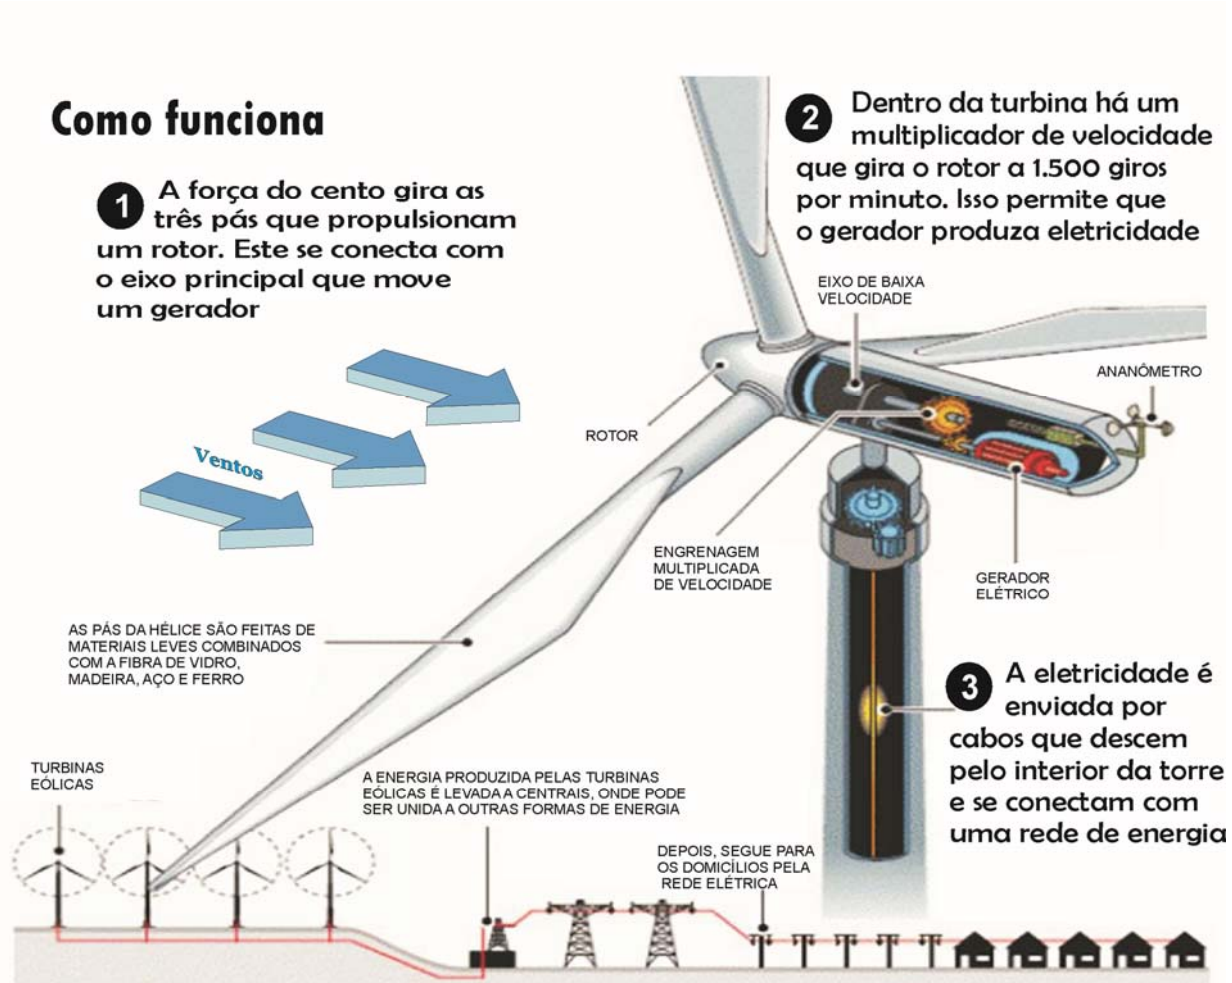 Como funciona
1 A força do cento gira as
três pás que propulsionam
um rotor. Este se conecta com
o eixo principal que move
um gerador
2 Dentro da turbina há um
multiplicador de velocidade
que gira o rotor a 1.500 giros
por minuto. Isso permite que
o gerador produza eletricidade
EIXO DE BAIXA
VELOCIDADE
ANANÔMETRO
ROTOR
Ventos
ENGRENAGEM
MULTIPLICADA
DE VELOCIDADE
GERADOR
ELÉTRICO
AS PÁS DA HÉLICE SÃO FEITAS DE
MATERIAIS LEVES COMBINADOS
COM A FIBRA DE VIDRO,
MADEIRA, AÇO E FERRO
3 A eletricidade é
enviada por
cabos que descem
pelo interior da torre
e se conectam com
uma rede de energia
TURBINAS
EÓLICAS
A ENERGIA PRODUZIDA PELAS TURBINAS
EÓLICAS É LEVADA A CENTRAIS, ONDE PODE
SER UNIDA A OUTRAS FORMAS DE ENERGIA
DEPOIS, SEGUE PARA
OS DOMICÍLIOS PELA
REDE ELÉTRICA